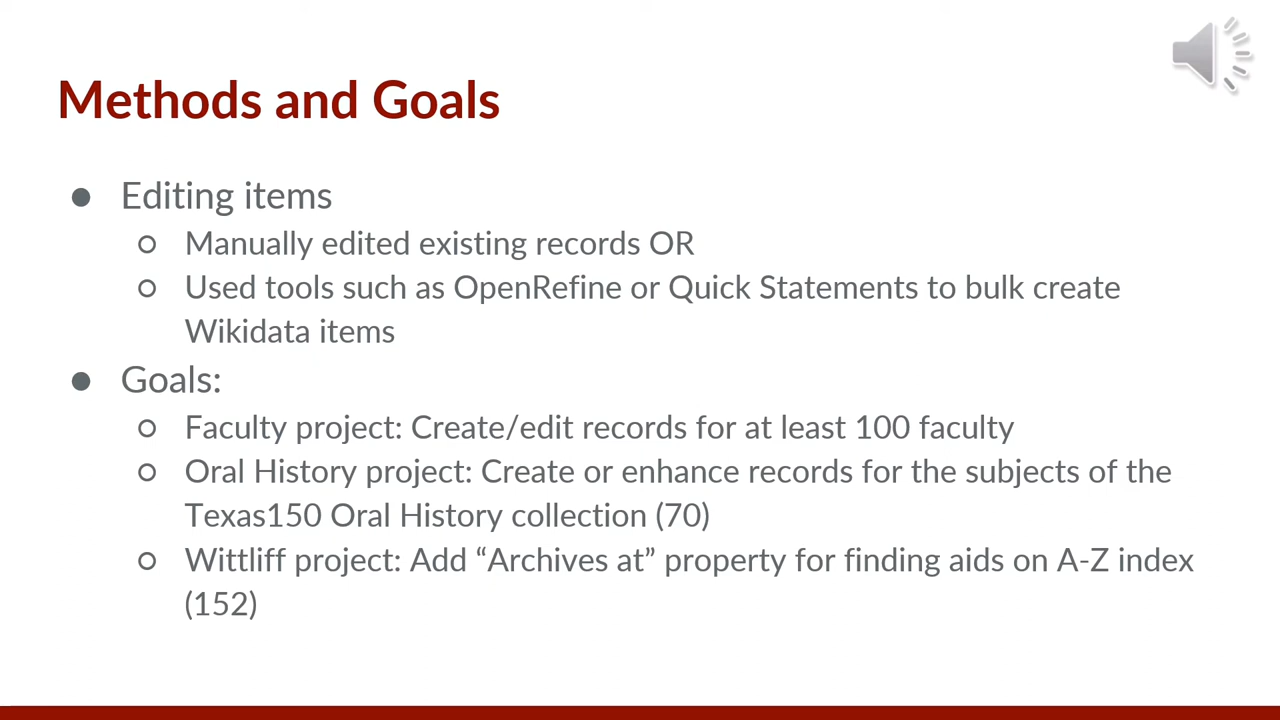 Methods and Goals
● Editing items
○ Manually edited existing records OR
○ Used tools such as OpenRefine or Quick Statements to bulk create
Wikidata items
● Goals:
○ Faculty project: Create/edit records for at least 100 faculty
○ Oral History project: Create or enhance records for the subjects of the
Texas150 Oral History collection (70)
○ Wittliff project: Add “Archives at” property for finding aids on A-Z index
(152)